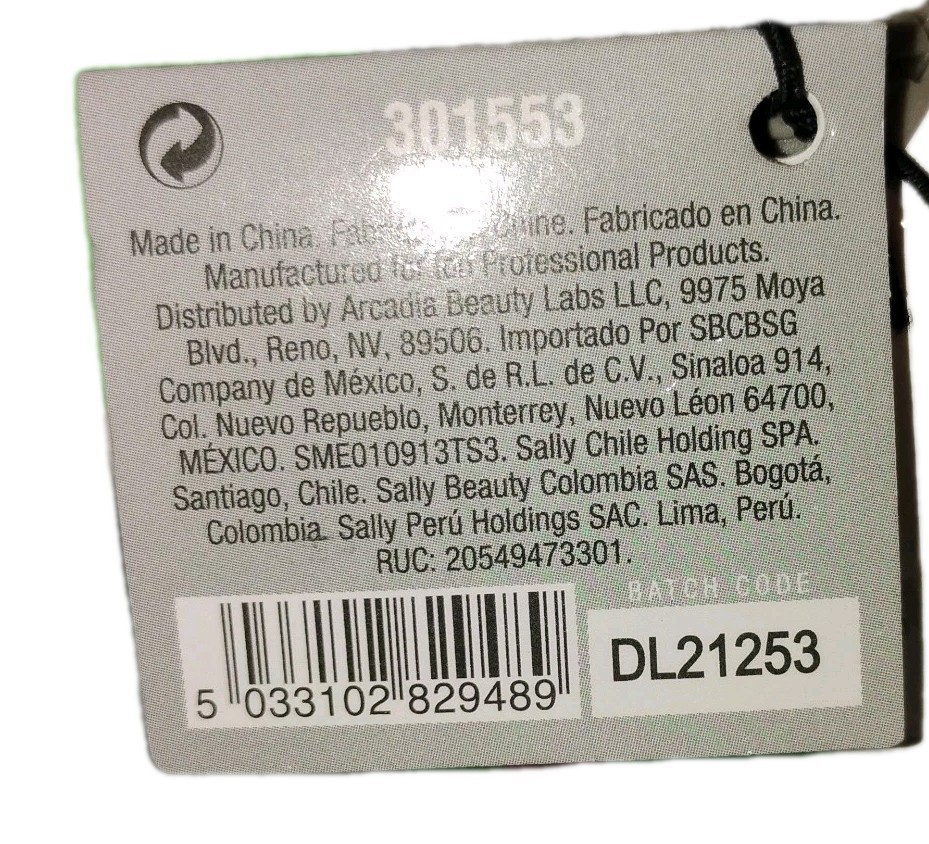 301553
Made in China. Fabriqué en Chine. Fabricado en China.
Manufactured for Ion Professional Products.
Distributed by Arcadia Beauty Labs LLC, 9975 Moya
Blvd., Reno, NV, 89506. Importado Por SBCBSG
Company de México, S. de R.L. de C.V., Sinaloa 914,
Col. Nuevo Repueblo, Monterrey, Nuevo Léon 64700,
MÉXICO. SME010913TS3. Sally Chile Holding SPA.
Santiago, Chile. Sally Beauty Colombia SAS. Bogotá,
Colombia. Sally Perú Holdings SAC. Lima, Perú.
RUC: 20549473301.
BATCH CODE
DL21253
5 033102 829489